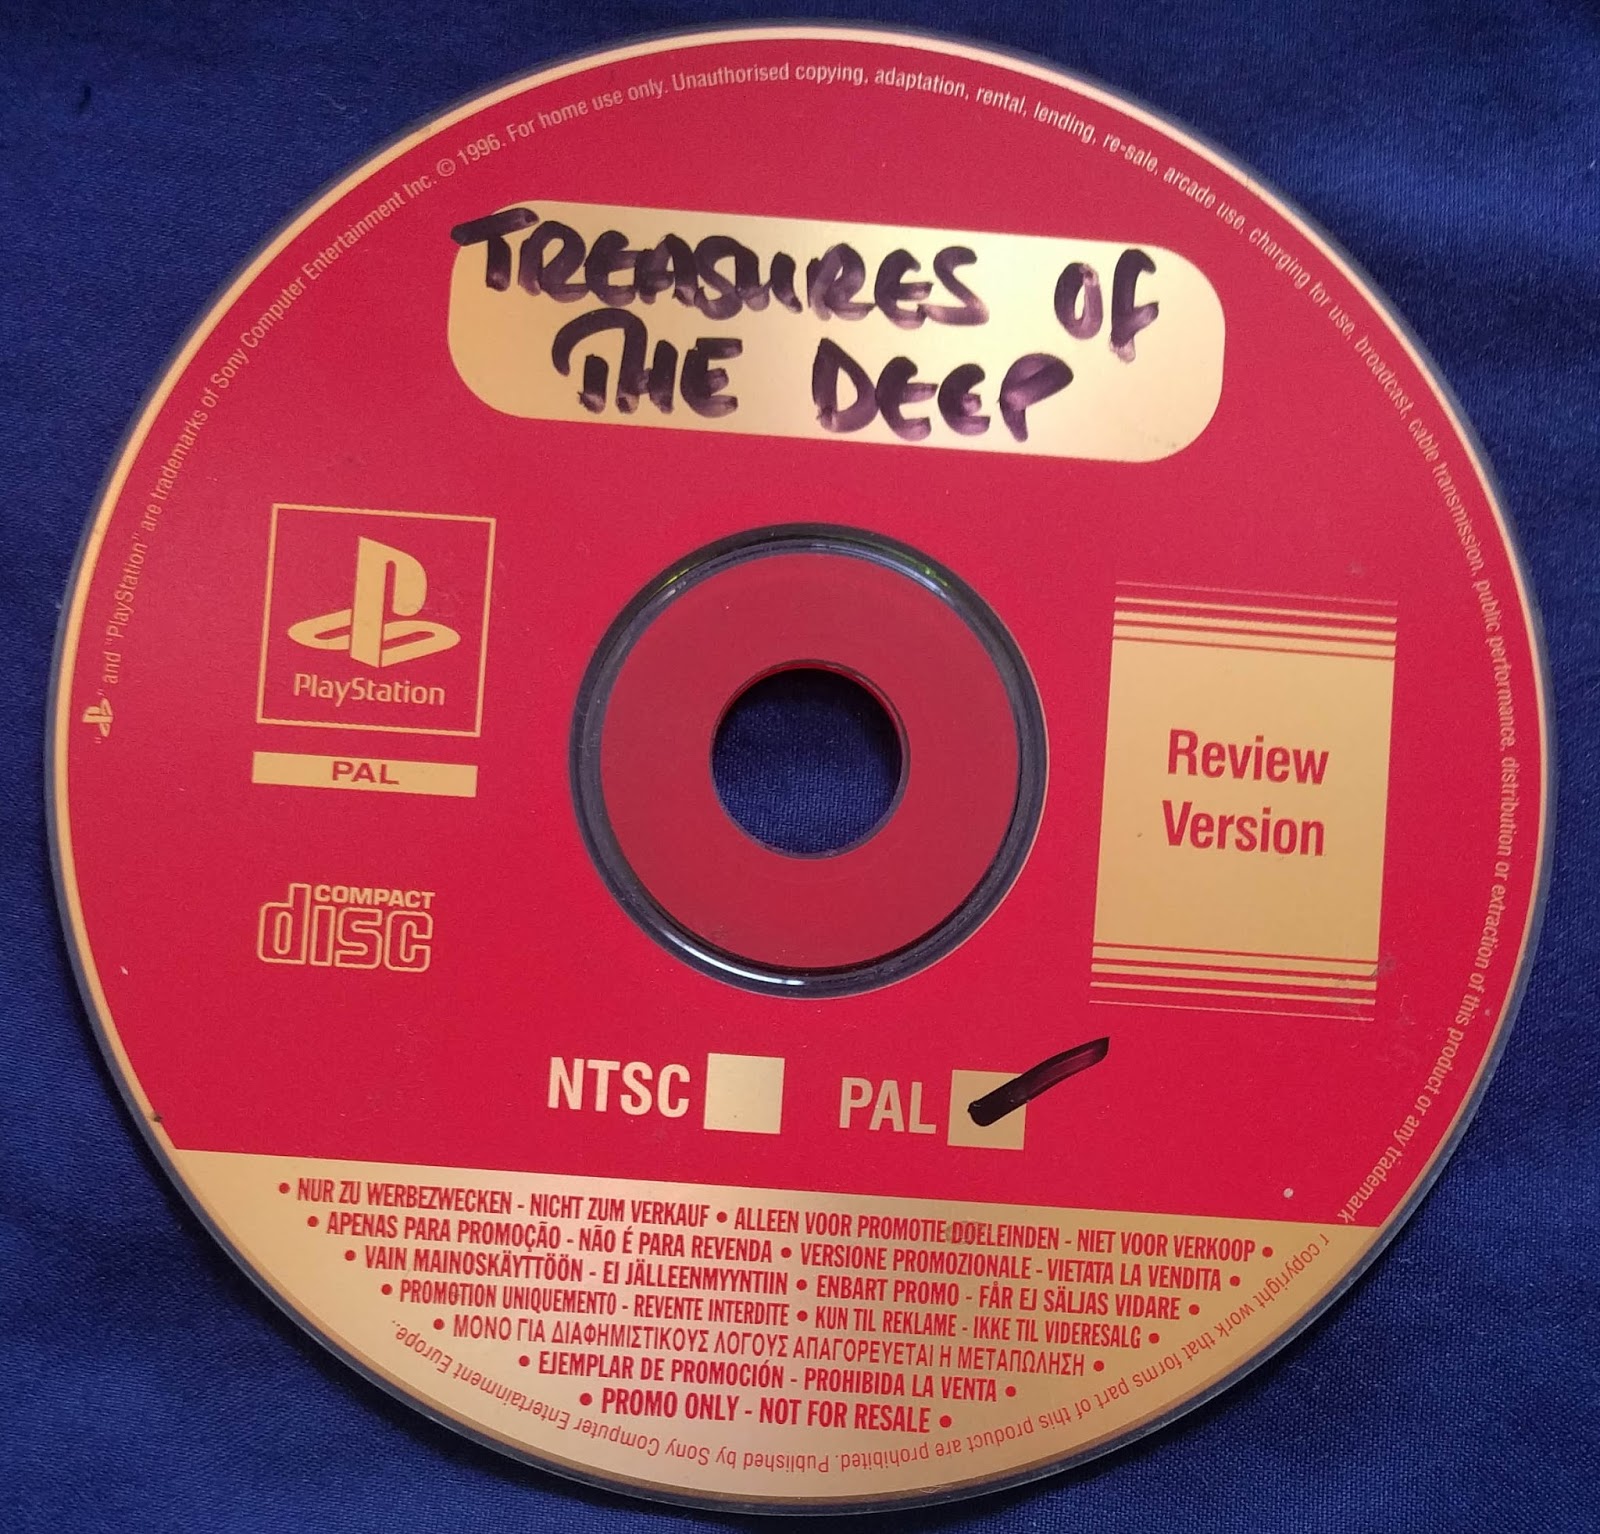 " " and "PlayStation" are trademarks of Sony Computer Entertainment Inc. © 1996. For home use only. Unauthorised copying, adaptation, rental, lending, re-sale, arcade use, charging for use, broadcast, cable transmission, public performance, distribution or extraction of this product or any trademark
r copyright work that forms part of this product are prohibited. Published by Sony Computer Entertainment Europe..
TREASURES OF
THE DEEP
PlayStation
PAL
COMPACT
disc
Review
Version
NTSC
PAL
• NUR ZU WERBEZWECKEN - NICHT ZUM VERKAUF • ALLEEN VOOR PROMOTIE DOELEINDEN - NIET VOOR VERKOOP •
• APENAS PARA PROMOÇÃO - NÃO É PARA REVENDA • VERSIONE PROMOZIONALE - VIETATA LA VENDITA •
• VAIN MAINOSKÄYTTÖÖN - EI JÄLLEENMYYNTIIN • ENBART PROMO - FÅR EJ SÄLJAS VIDARE •
• PROMOTION UNIQUEMENTO - REVENTE INTERDITE • KUN TIL REKLAME - IKKE TIL VIDERESALG •
• ΜΟΝΟ ΓΙΑ ΔΙΑΦΗΜΙΣΤΙΚΟΥΣ ΛΟΓΟΥΣ ΑΠΑΓΟΡΕΥΕΤΑΙ Η ΜΕΤΑΠΩΛΗΣΗ •
• EJEMPLAR DE PROMOCIÓN - PROHIBIDA LA VENTA •
• PROMO ONLY - NOT FOR RESALE •